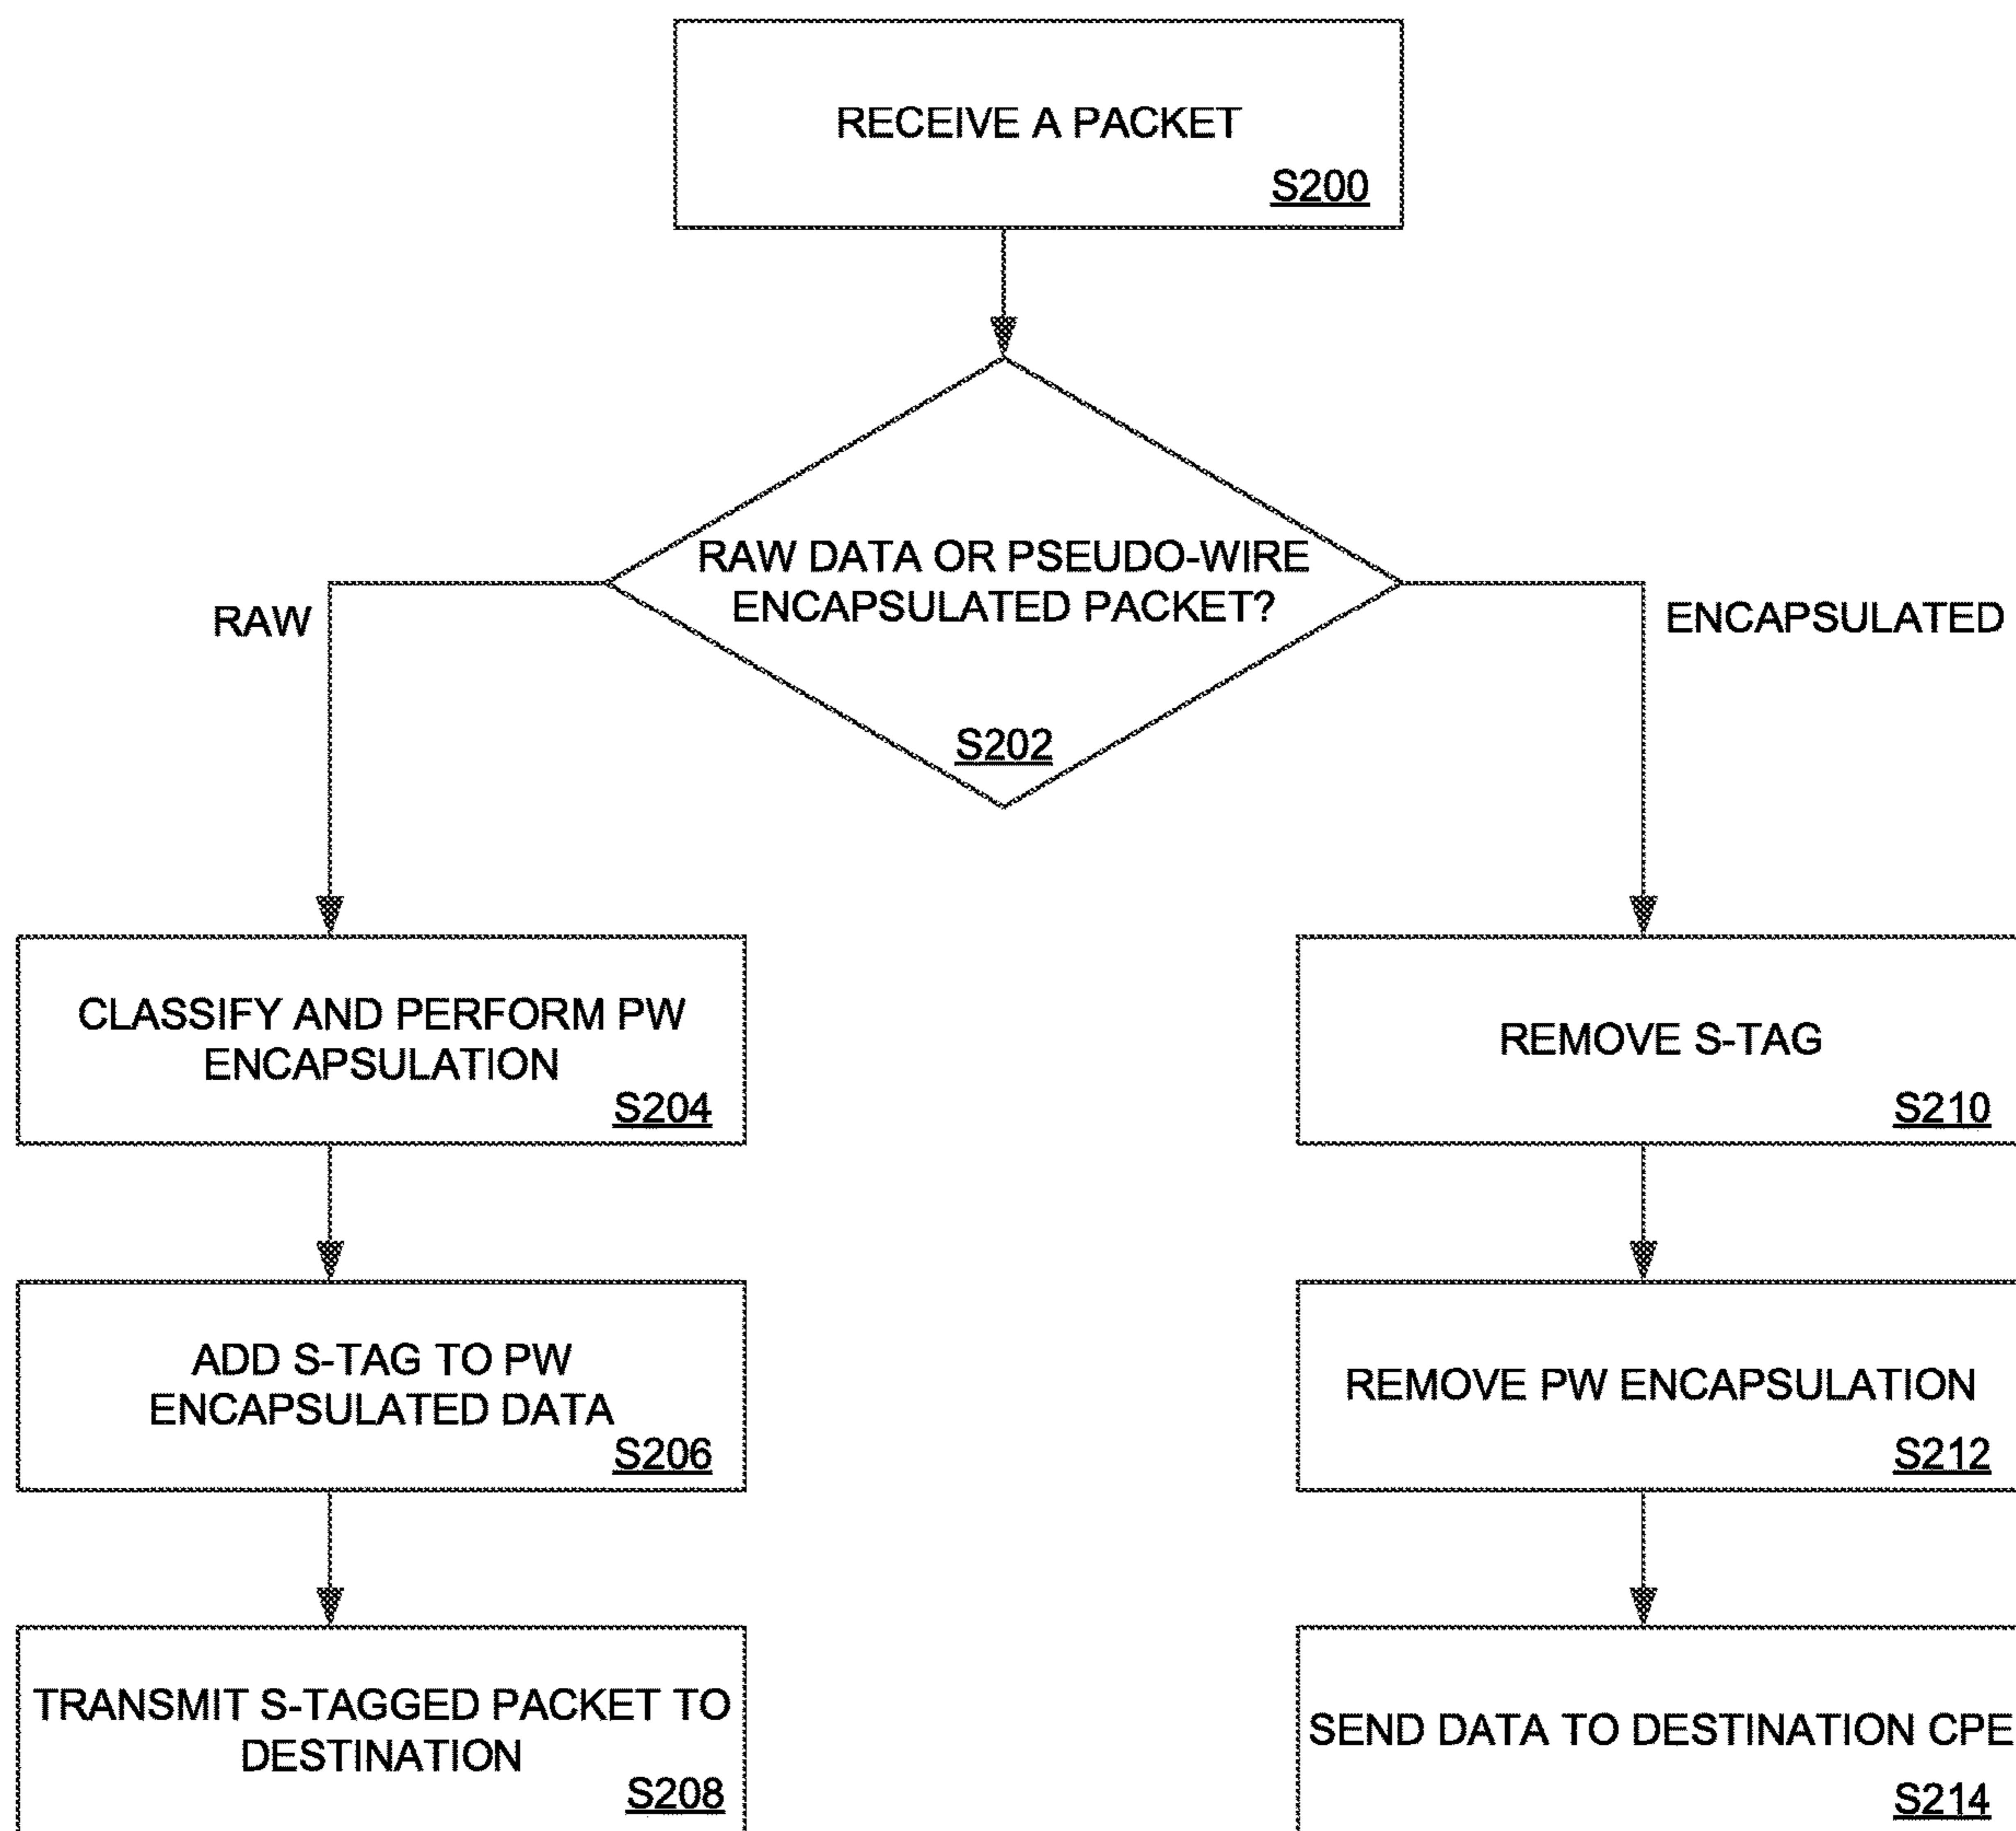 RECEIVE A PACKET
S200
RAW DATA OR PSEUDO-WIRE
ENCAPSULATED PACKET?
S202
RAW
ENCAPSULATED
CLASSIFY AND PERFORM PW
ENCAPSULATION
S204
ADD S-TAG TO PW
ENCAPSULATED DATA
S206
TRANSMIT S-TAGGED PACKET TO
DESTINATION
S208
REMOVE S-TAG
S210
REMOVE PW ENCAPSULATION
S212
SEND DATA TO DESTINATION CPE
S214